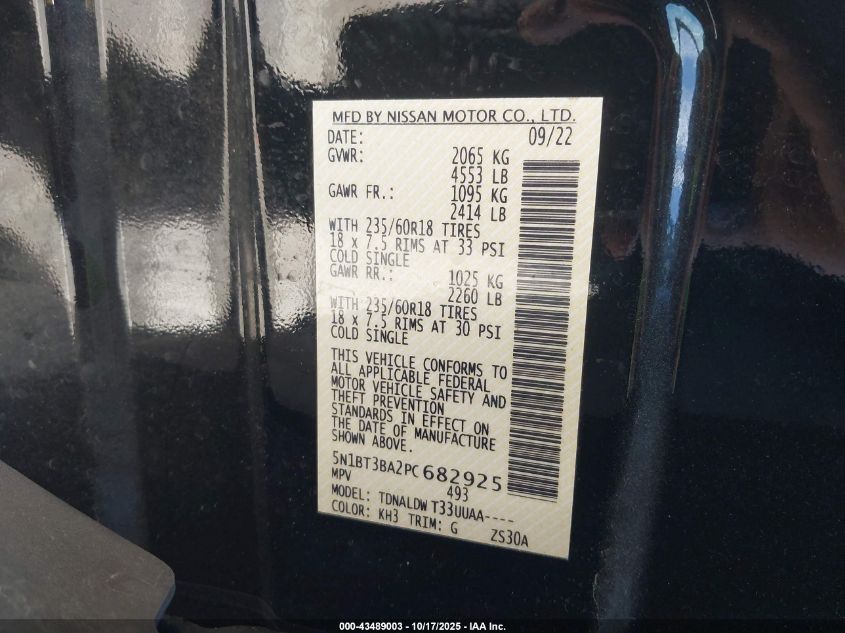 MFD BY NISSAN MOTOR CO., LTD.
DATE: 09/22
GVWR: 2065 KG
4553 LB
GAWR FR.: 1095 KG
2414 LB
WITH 235/60R18 TIRES
18 x 7.5 RIMS AT 33 PSI
COLD SINGLE
GAWR RR.: 1025 KG
2260 LB
WITH 235/60R18 TIRES
18 x 7.5 RIMS AT 30 PSI
COLD SINGLE
THIS VEHICLE CONFORMS TO
ALL APPLICABLE FEDERAL
MOTOR VEHICLE SAFETY AND
THEFT PREVENTION
STANDARDS IN EFFECT ON
THE DATE OF MANUFACTURE
SHOWN ABOVE.
5N1BT3BA2PC682925
MPV 493
MODEL: TDNALDW T33UUAA----
COLOR: KH3 TRIM: G ZS30A
000-43489003 - 10/17/2025 - IAA Inc.